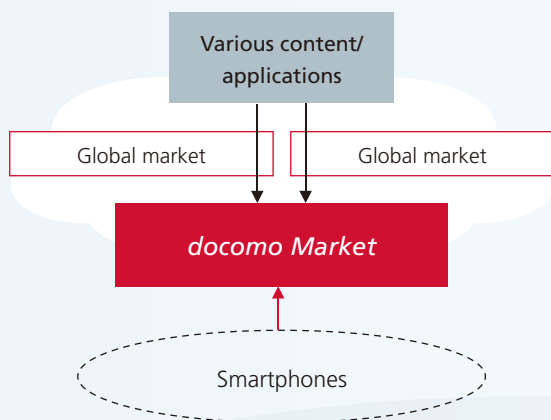 Various content/
applications
Global market
Global market
docomo Market
Smartphones